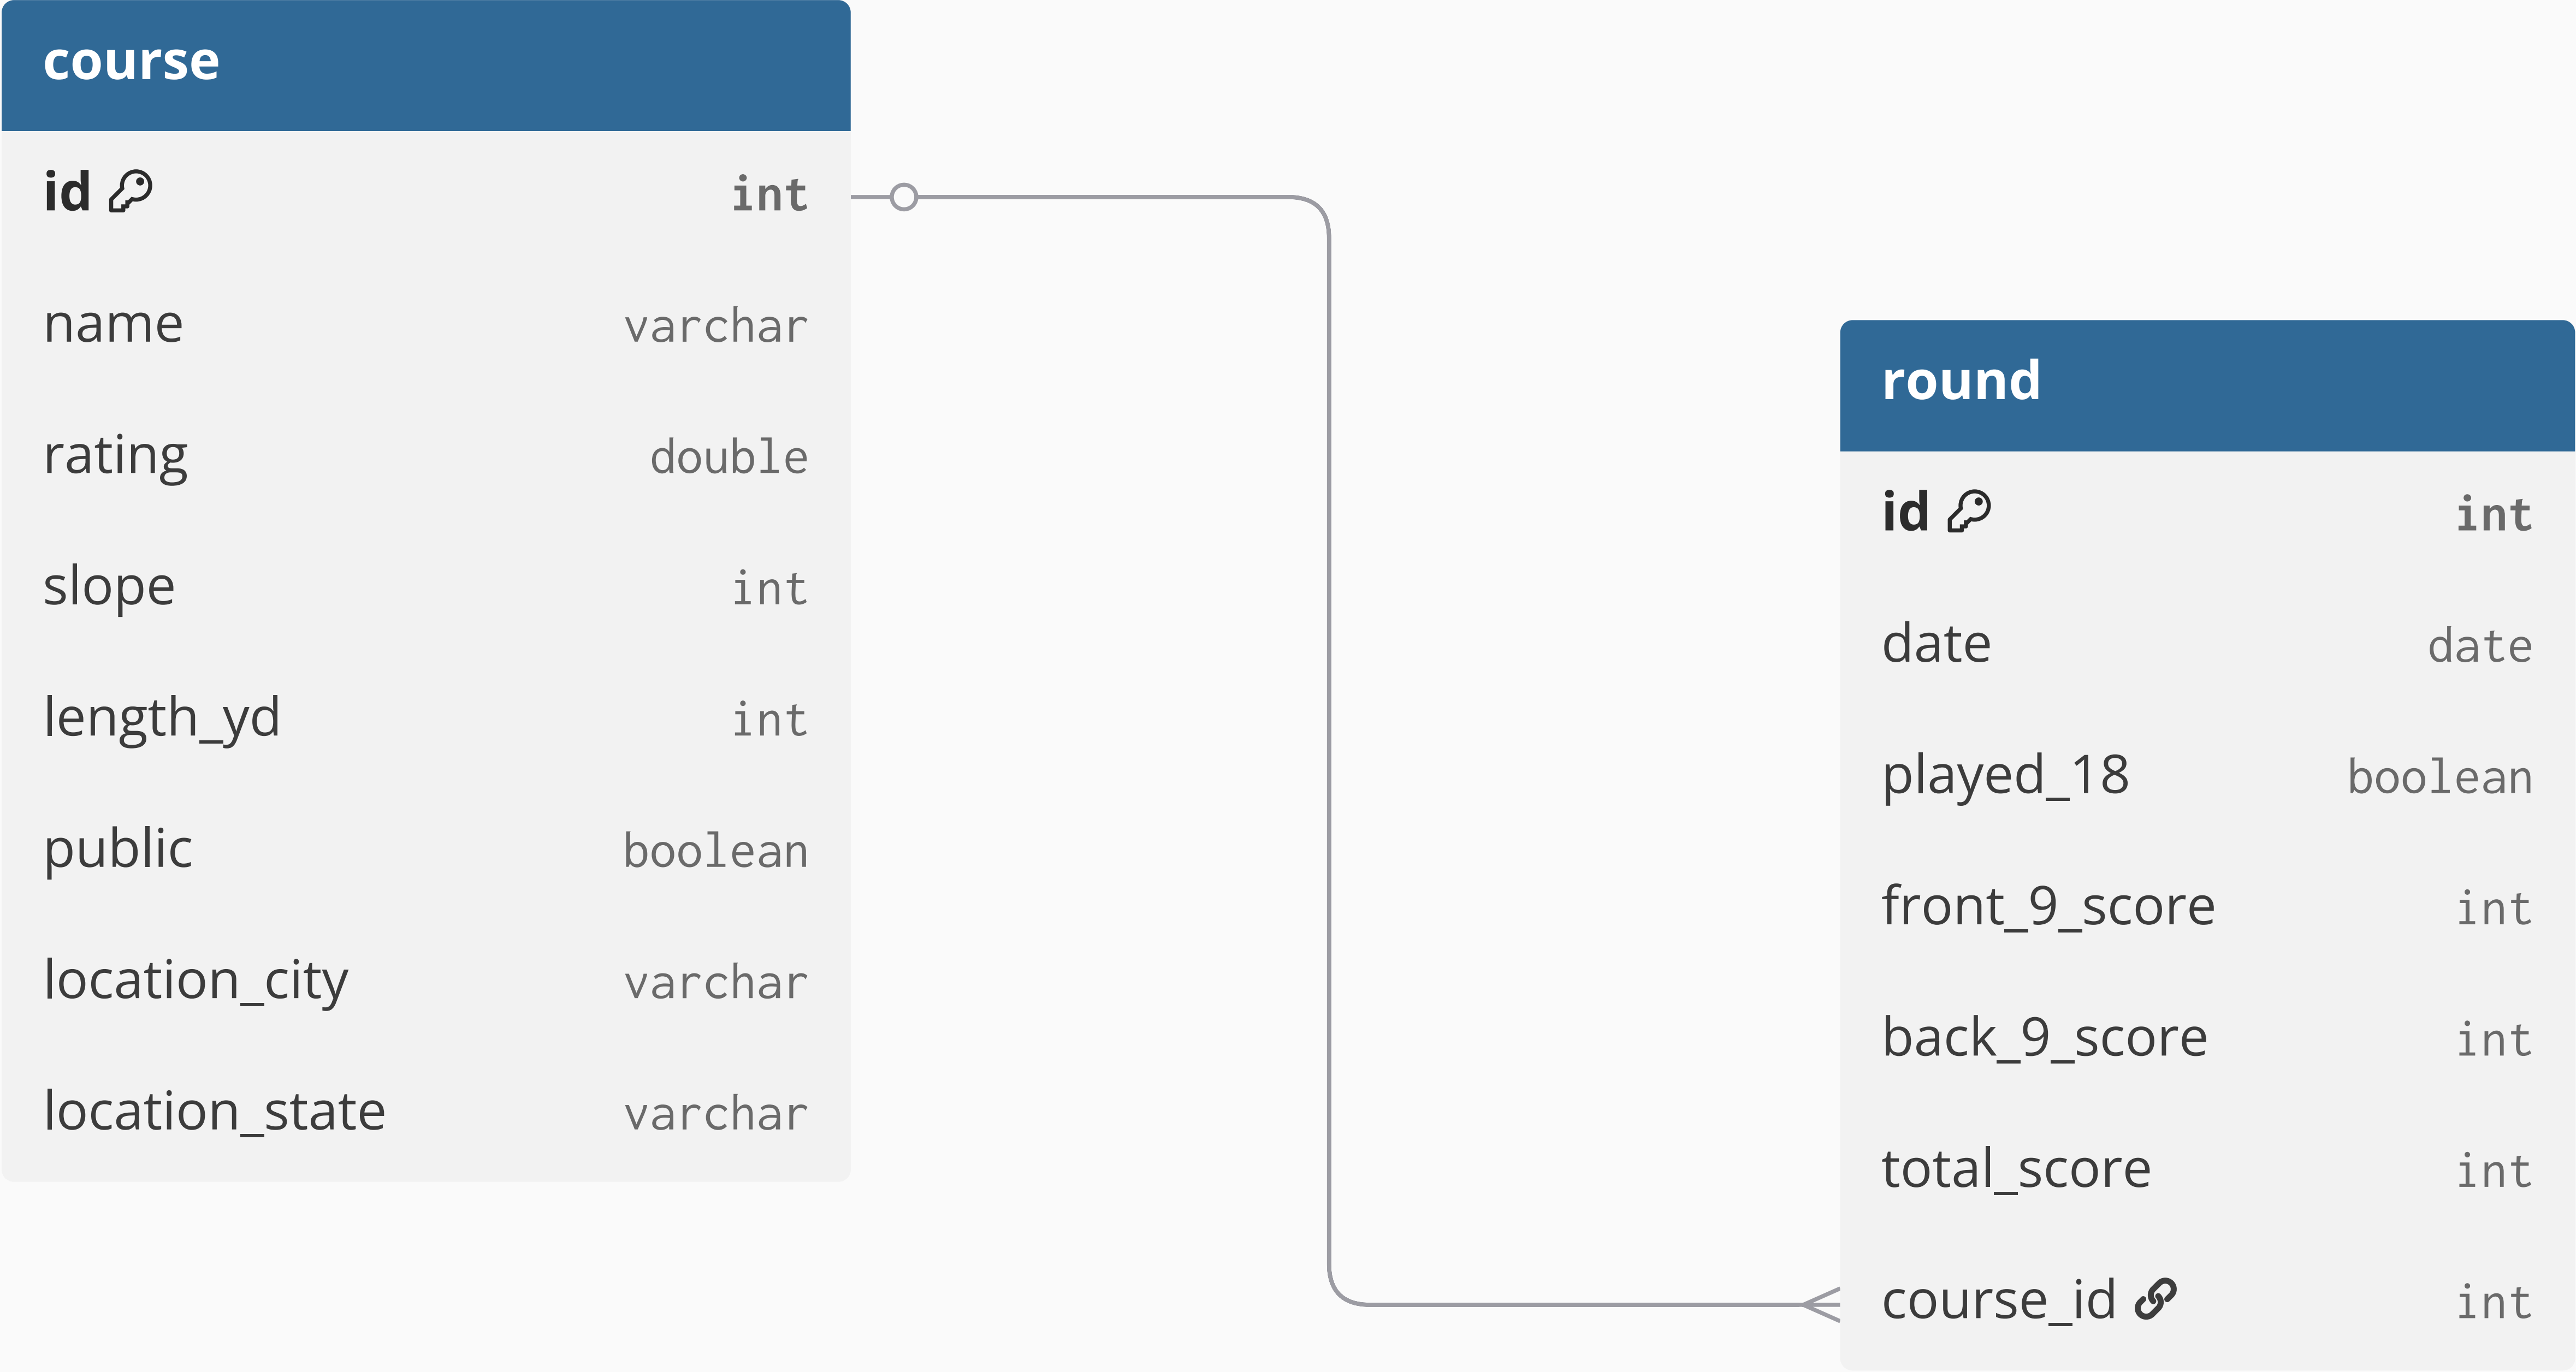 course
id int
name varchar
rating double
slope int
length_yd int
public boolean
location_city varchar
location_state varchar
round
id int
date date
played_18 boolean
front_9_score int
back_9_score int
total_score int
course_id int